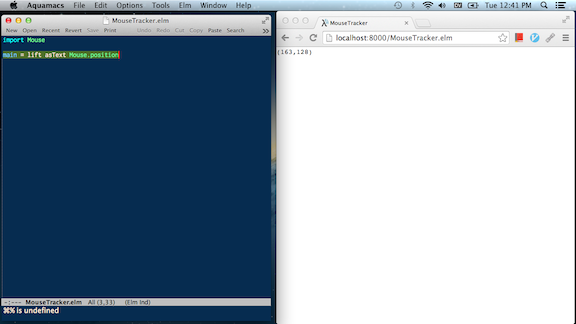 Aquamacs File Edit Options Tools Elm Window Help Tue 12:41 PM
MouseTracker.elm
New Open Recent Revert Save Print Undo Redo Cut Copy Paste Search
import Mouse
main = lift asText Mouse.position
-:--- MouseTracker.elm All (3,33) (Elm Ind)
⌘% is undefined
MouseTracker
localhost:8000/MouseTracker.elm
(163,128)